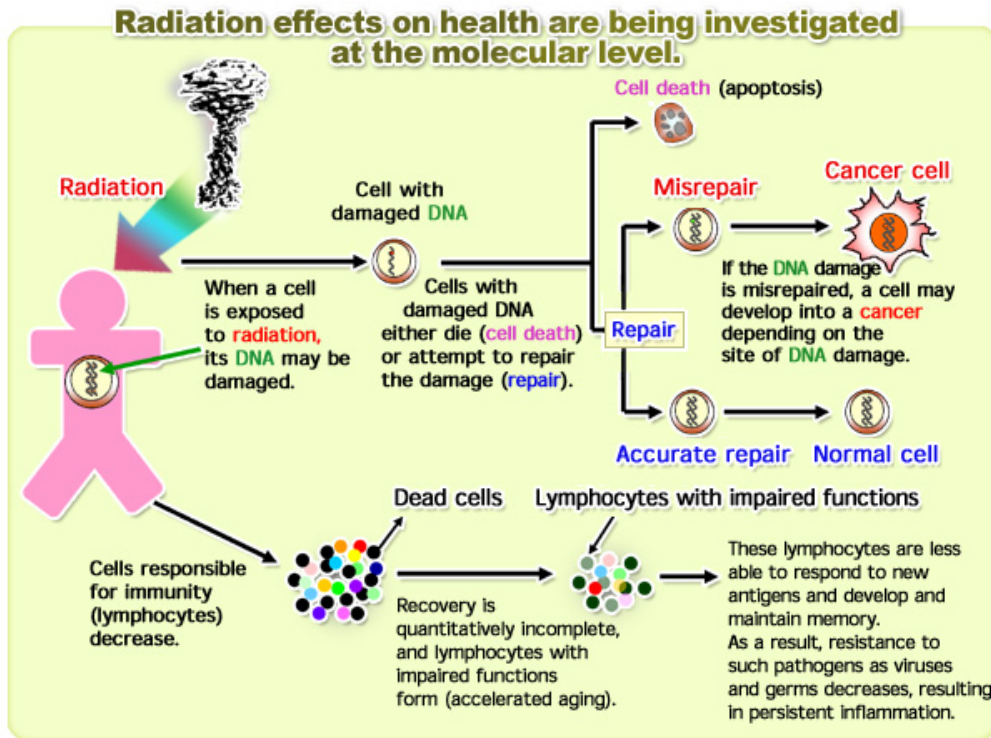 Radiation effects on health are being investigated
at the molecular level.
Radiation
Cell with
damaged DNA
When a cell
is exposed
to radiation,
its DNA may be
damaged.
Cells with
damaged DNA
either die (cell death)
or attempt to repair
the damage (repair).
Cell death (apoptosis)
Repair
Misrepair
Cancer cell
If the DNA damage
is misrepaired, a cell may
develop into a cancer
depending on the
site of DNA damage.
Accurate repair
Normal cell
Cells responsible
for immunity
(lymphocytes)
decrease.
Dead cells
Recovery is
quantitatively incomplete,
and lymphocytes with
impaired functions
form (accelerated aging).
Lymphocytes with impaired functions
These lymphocytes are less
able to respond to new
antigens and develop and
maintain memory.
As a result, resistance to
such pathogens as viruses
and germs decreases, resulting
in persistent inflammation.